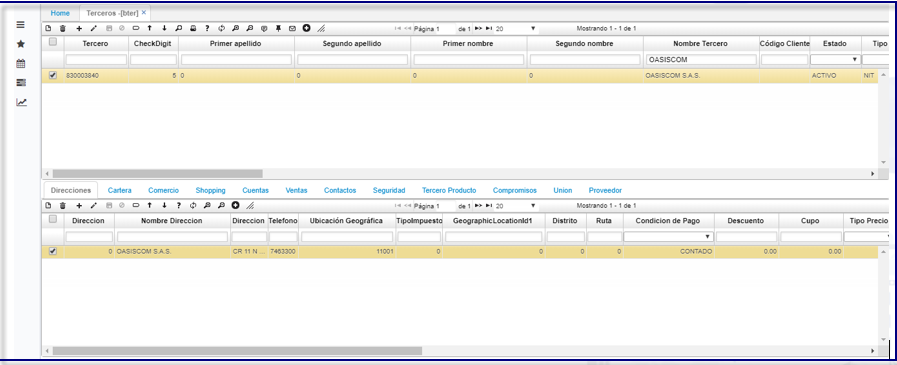 Home Terceros -[bter] ×
? Página 1 de 1 20 Mostrando 1 - 1 de 1
Tercero CheckDigit Primer apellido Segundo apellido Primer nombre Segundo nombre Nombre Tercero Código Cliente Estado Tipo
OASISCOM
830003840 5 0 0 0 0 OASISCOM S.A.S. ACTIVO NIT
Direcciones Cartera Comercio Shopping Cuentas Ventas Contactos Seguridad Tercero Producto Compromisos Union Proveedor
? Página 1 de 1 20 Mostrando 1 - 1 de 1
Direccion Nombre Direccion Direccion Telefono Ubicación Geográfica TipoImpuesto GeographicLocationId1 Distrito Ruta Condicion de Pago Descuento Cupo Tipo Precio
0 OASISCOM S.A.S. CR 11 N ... 7463300 11001 0 0 0 0 CONTADO 0.00 0.00